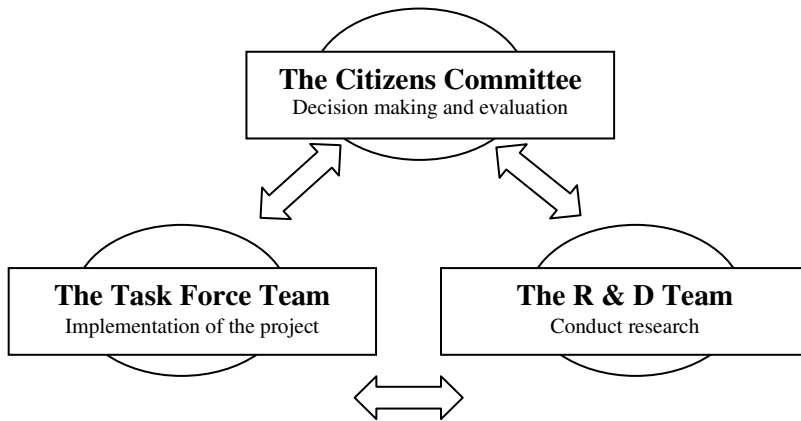 The Citizens Committee
Decision making and evaluation
The Task Force Team
Implementation of the project
The R & D Team
Conduct research